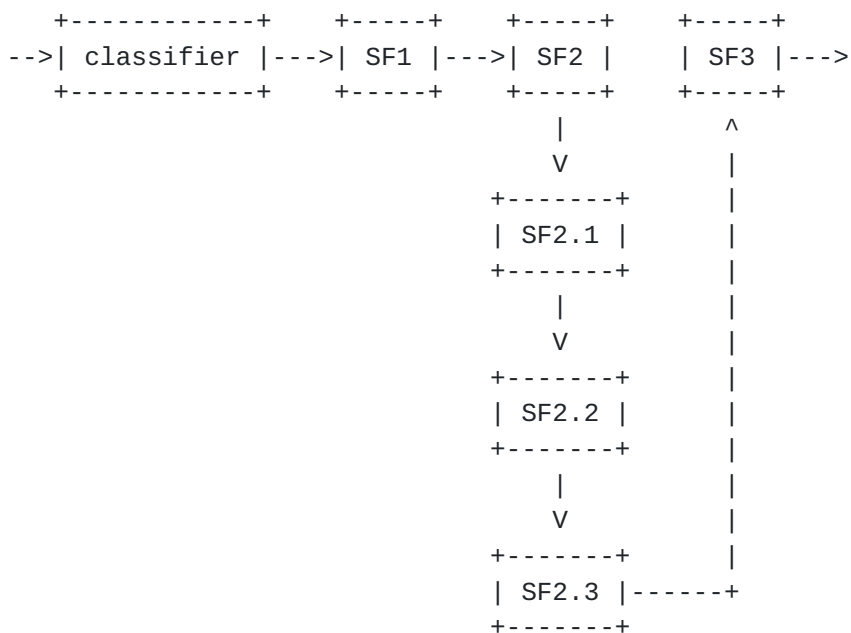 +------------+    +-----+    +-----+    +-----+
-->| classifier |--->| SF1 |--->| SF2 |    | SF3 |--->
   +------------+    +-----+    +-----+    +-----+
                                   |          ^
                                   V          |
                               +-------+      |
                               | SF2.1 |      |
                               +-------+      |
                                   |          |
                                   V          |
                               +-------+      |
                               | SF2.2 |      |
                               +-------+      |
                                   |          |
                                   V          |
                               +-------+      |
                               | SF2.3 |------+
                               +-------+